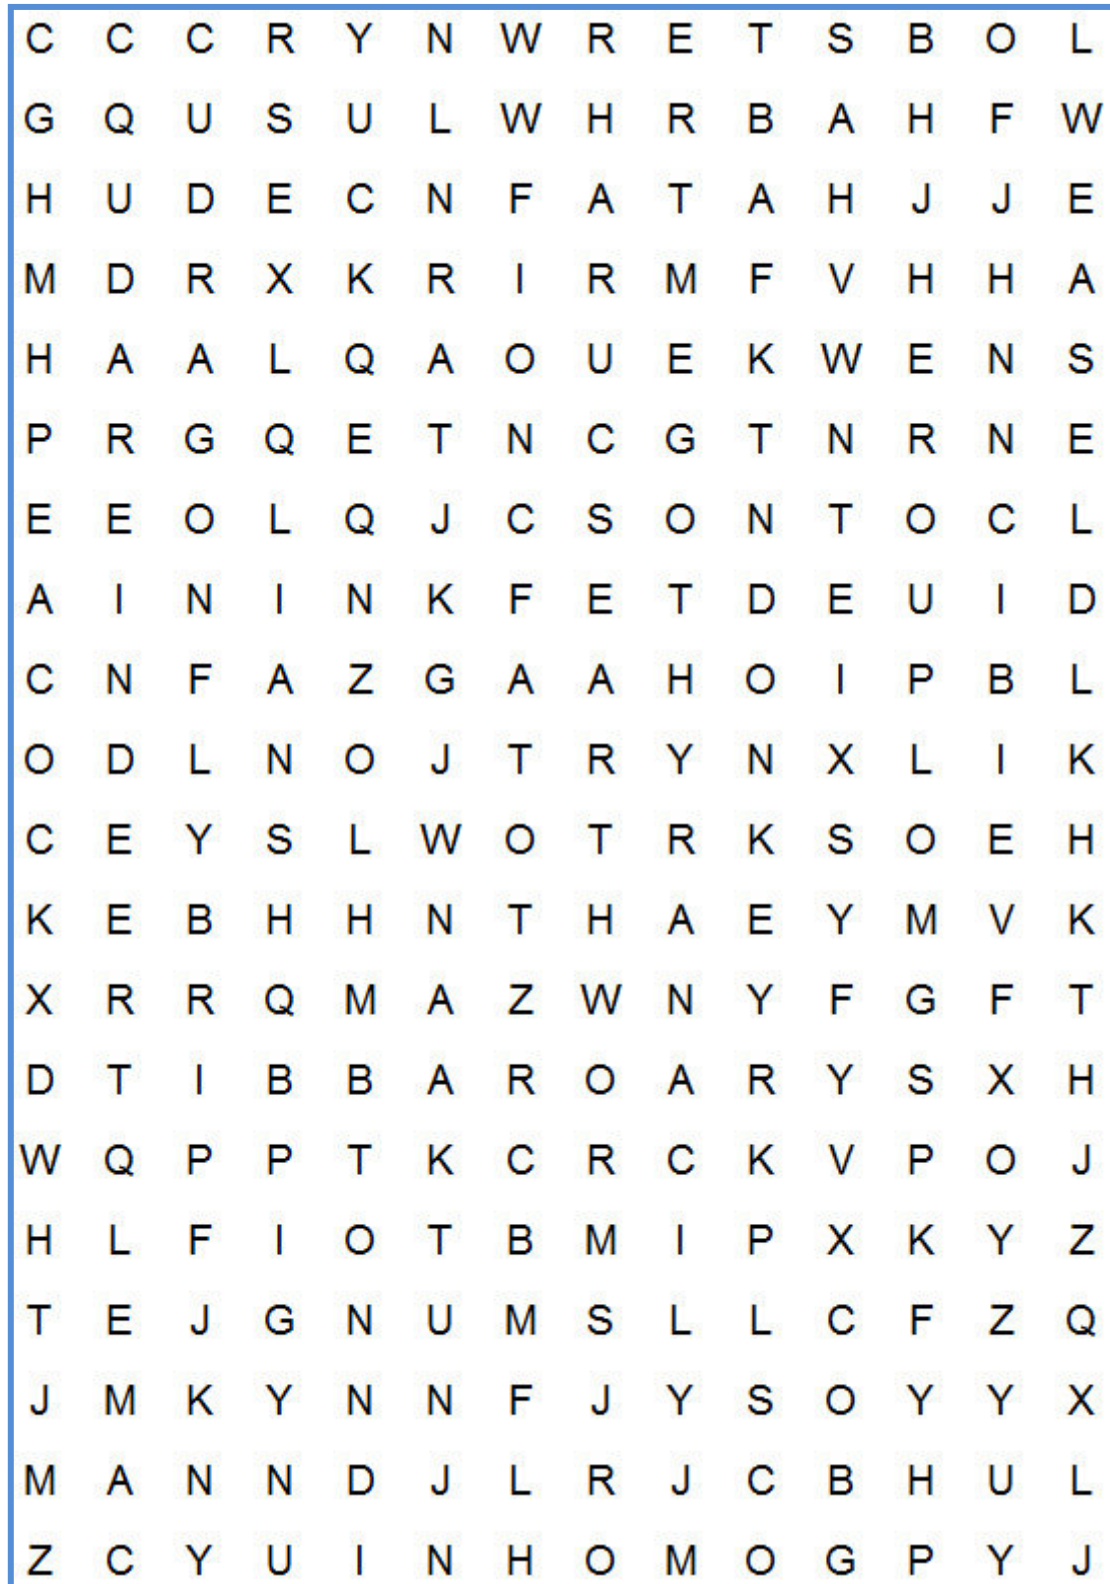 C C C R Y N W R E T S B O L
G Q U S U L W H R B A H F W
H U D E C N F A T A H J J E
M D R X K R I R M F V H H A
H A A L Q A O U E K W E N S
P R G Q E T N C G T N R N E
E E O L Q J C S O N T O C L
A I N I N K F E T D E U I D
C N F A Z G A A H O I P B L
O D L N O J T R Y N X L I K
C E Y S L W O T R K S O E H
K E B H H N T H A E Y M V K
X R R Q M A Z W N Y F G F T
D T I B B A R O A R Y S X H
W Q P P T K C R C K V P O J
H L F I O T B M I P X K Y Z
T E J G N U M S L L C F Z Q
J M K Y N N F J Y S O Y Y X
M A N N D J L R J C B H U L
Z C Y U I N H O M O G P Y J